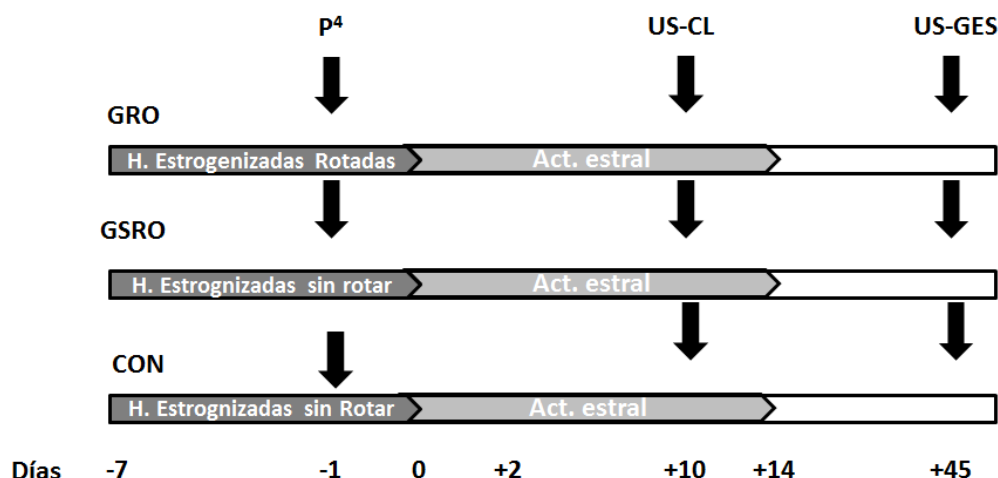 P⁴ US-CL US-GES
GRO
H. Estrogenizadas Rotadas Act. estral
GSRO
H. Estrognizadas sin rotar Act. estral
CON
H. Estrognizadas sin Rotar Act. estral
Días -7 -1 0 +2 +10 +14 +45